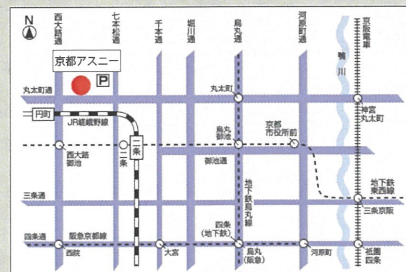 N
西大路通
七本松通
千本通
堀川通
烏丸通
河原町通
鴨川
京阪電車
京都アスニー
P
丸太町通
丸太町
神宮
丸太町
円町
JR嵯峨野線
二条
西大路
御池
二条
烏丸
御池
京都
市役所前
御池通
地下鉄烏丸線
地下鉄
東西線
三条通
三条京阪
四条通
阪急京都線
四条
(地下鉄)
西院
大宮
烏丸
(阪急)
河原町
祇園
四条